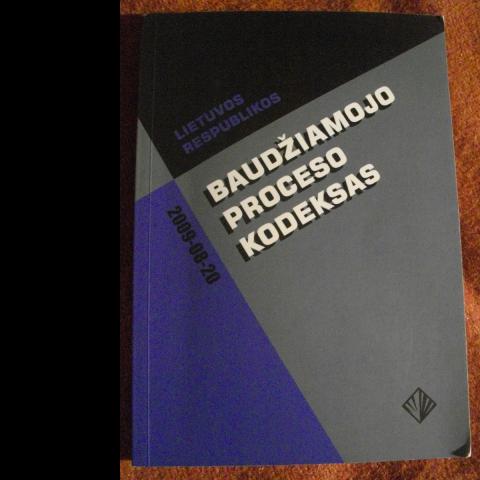 LIETUVOS
RESPUBLIKOS
BAUDŽIAMOJO
PROCESO
KODEKSAS
2009-08-20